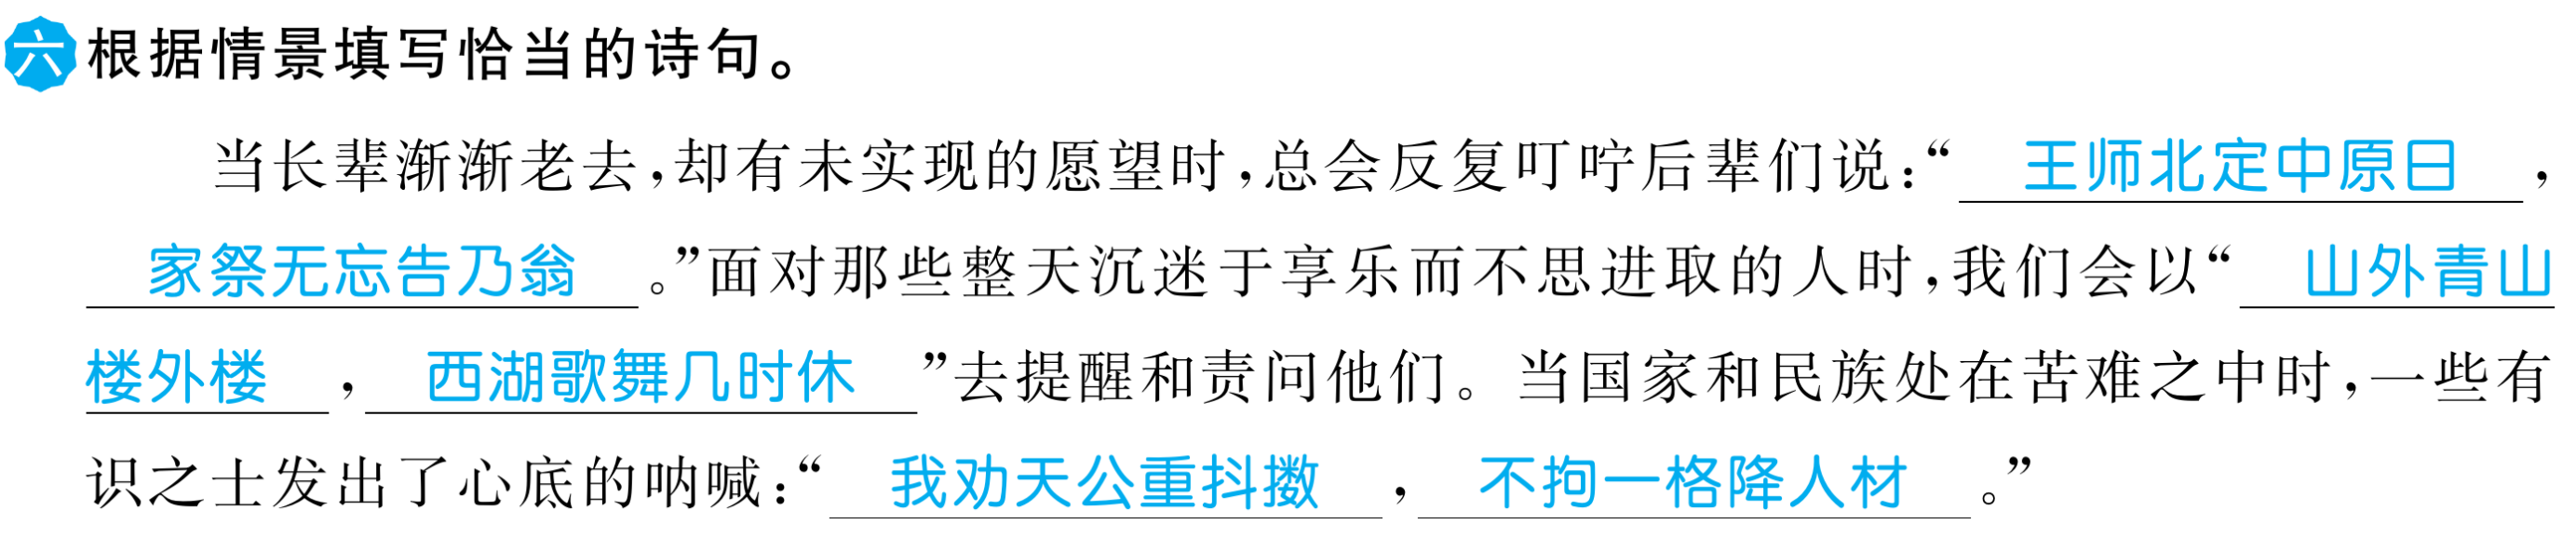 六 根据情景填写恰当的诗句。
当长辈渐渐老去,却有未实现的愿望时,总会反复叮咛后辈们说:“ 王师北定中原日 ,
家祭无忘告乃翁 。”面对那些整天沉迷于享乐而不思进取的人时,我们会以“ 山外青山
楼外楼 , 西湖歌舞几时休 ”去提醒和责问他们。当国家和民族处在苦难之中时,一些有
识之士发出了心底的呐喊:“ 我劝天公重抖擞 , 不拘一格降人材 。”